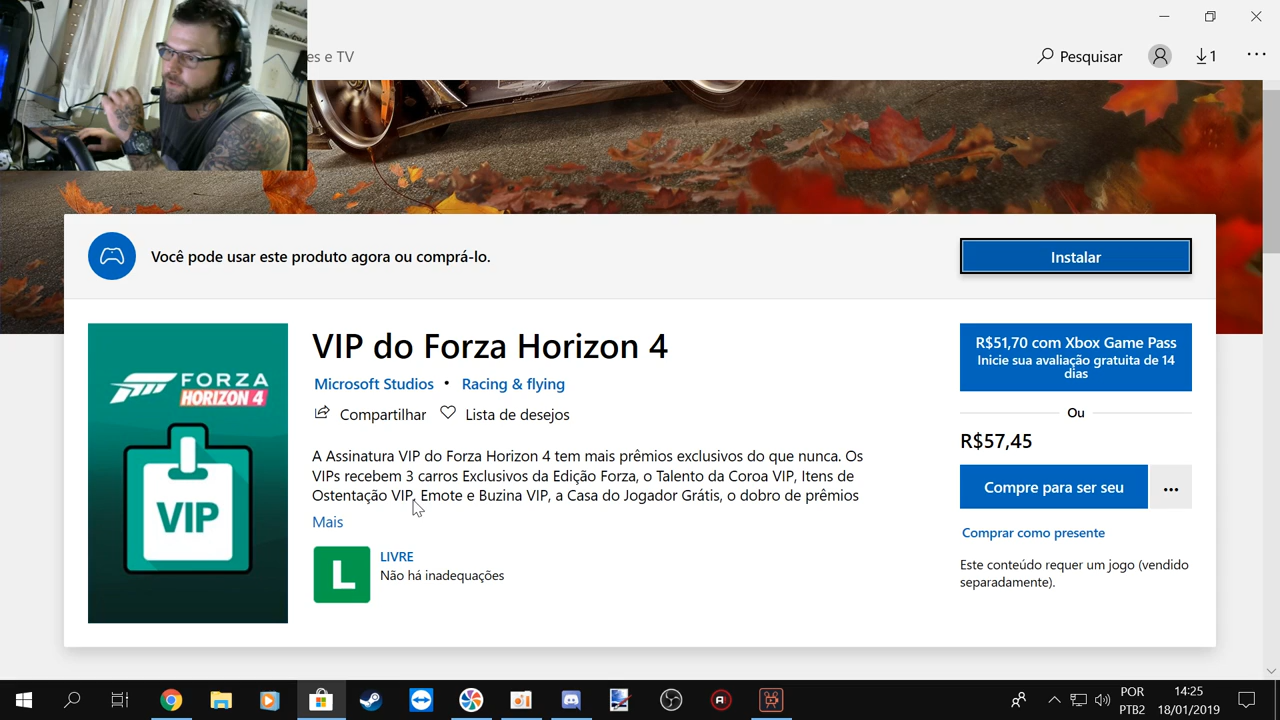 es e TV
Pesquisar
1
Você pode usar este produto agora ou comprá-lo.
Instalar
FORZA
HORIZON 4
VIP
VIP do Forza Horizon 4
Microsoft Studios • Racing & flying
Compartilhar Lista de desejos
A Assinatura VIP do Forza Horizon 4 tem mais prêmios exclusivos do que nunca. Os
VIPs recebem 3 carros Exclusivos da Edição Forza, o Talento da Coroa VIP, Itens de
Ostentação VIP, Emote e Buzina VIP, a Casa do Jogador Grátis, o dobro de prêmios
Mais
L
LIVRE
Não há inadequações
R$51,70 com Xbox Game Pass
Inicie sua avaliação gratuita de 14
dias
Ou
R$57,45
Compre para ser seu
...
Comprar como presente
Este conteúdo requer um jogo (vendido
separadamente).
POR
PTB2
14:25
18/01/2019